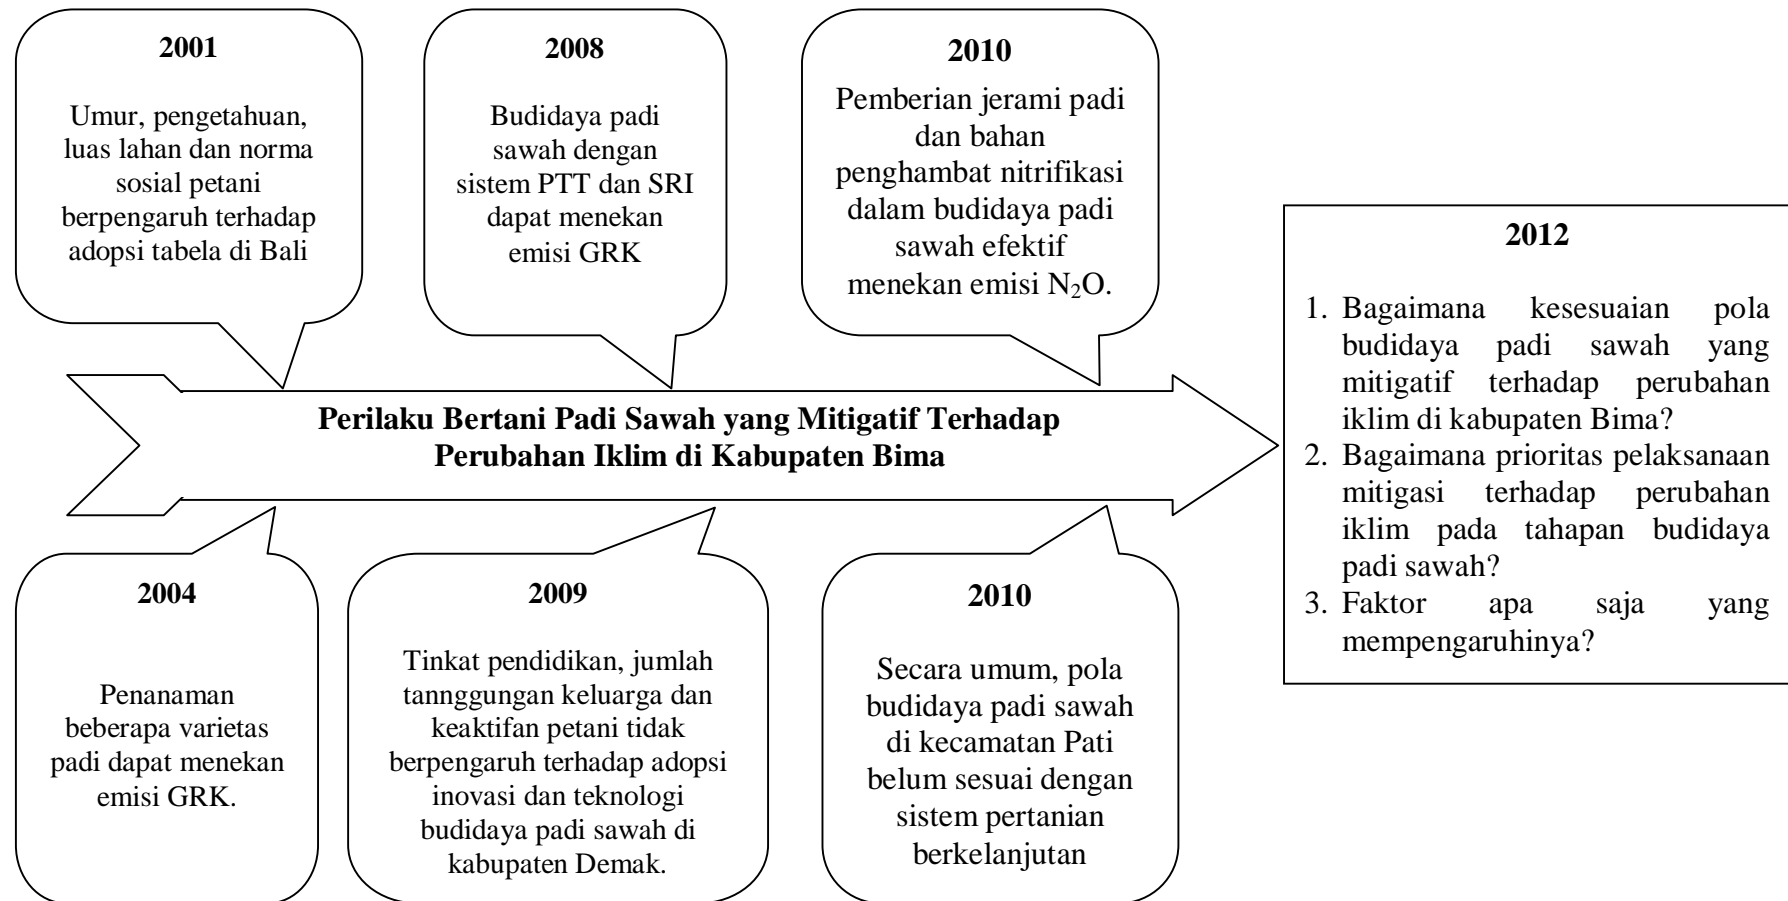 2001
Umur, pengetahuan,
luas lahan dan norma
sosial petani
berpengaruh terhadap
adopsi tabela di Bali
2008
Budidaya padi
sawah dengan
sistem PTT dan SRI
dapat menekan
emisi GRK
2010
Pemberian jerami padi
dan bahan
penghambat nitrifikasi
dalam budidaya padi
sawah efektif
menekan emisi N₂O.
Perilaku Bertani Padi Sawah yang Mitigatif Terhadap
Perubahan Iklim di Kabupaten Bima
2004
Penanaman
beberapa varietas
padi dapat menekan
emisi GRK.
2009
Tinkat pendidikan, jumlah
tannggungan keluarga dan
keaktifan petani tidak
berpengaruh terhadap adopsi
inovasi dan teknologi
budidaya padi sawah di
kabupaten Demak.
2010
Secara umum, pola
budidaya padi sawah
di kecamatan Pati
belum sesuai dengan
sistem pertanian
berkelanjutan
2012
1. Bagaimana kesesuaian pola
budidaya padi sawah yang
mitigatif terhadap perubahan
iklim di kabupaten Bima?
2. Bagaimana prioritas pelaksanaan
mitigasi terhadap perubahan
iklim pada tahapan budidaya
padi sawah?
3. Faktor apa saja yang
mempengaruhinya?